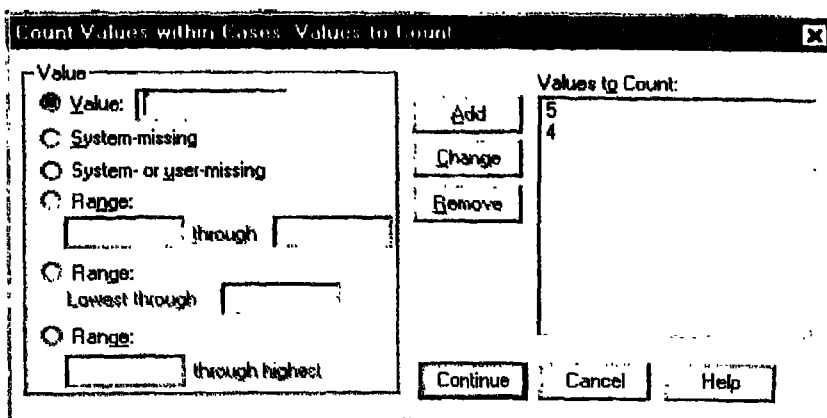 Count Values within Cases: Values to Count
Value
Value:
System-missing
System- or user-missing
Range:
through
Range:
Lowest through
Range:
through highest
Add
Change
Remove
Values to Count:
5
4
Continue
Cancel
Help